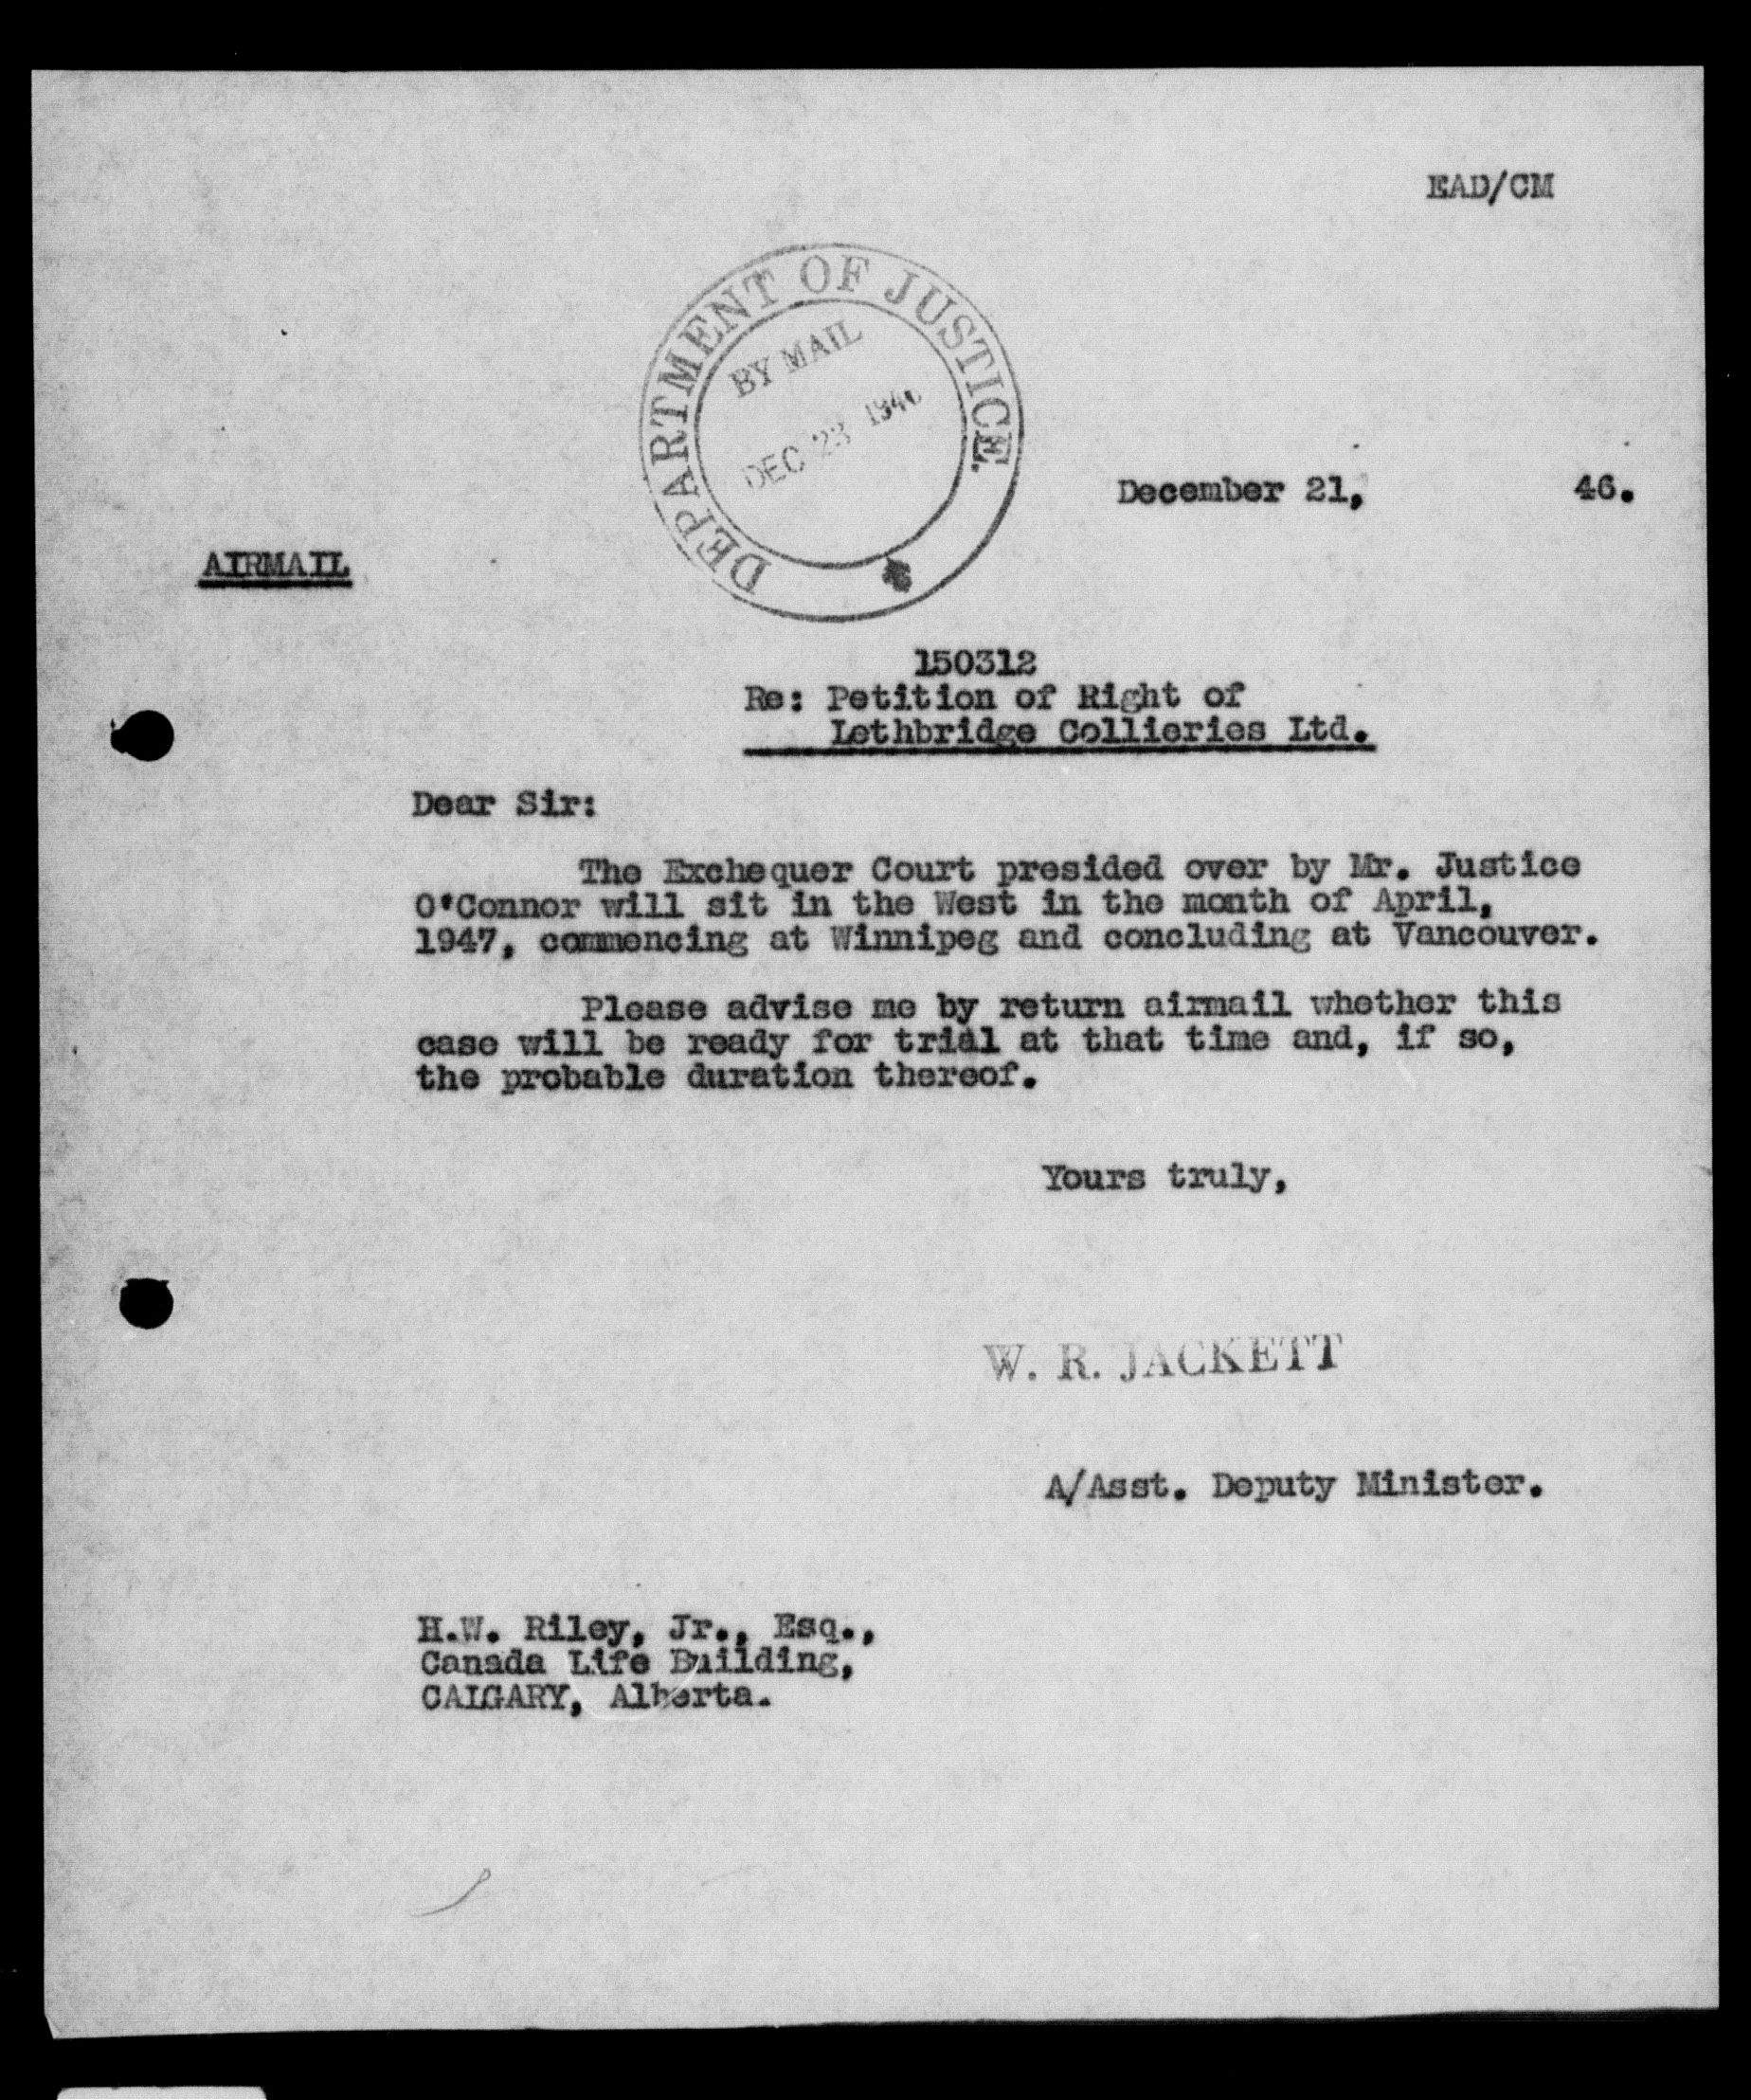 EAD/CM
DEPARTMENT OF JUSTICE.
BY MAIL
DEC 23 1946
December 21, 46.
AIRMAIL
150312
Re: Petition of Right of
Lethbridge Collieries Ltd.
Dear Sir:
The Exchequer Court presided over by Mr. Justice
O'Connor will sit in the West in the month of April,
1947, commencing at Winnipeg and concluding at Vancouver.
Please advise me by return airmail whether this
case will be ready for trial at that time and, if so,
the probable duration thereof.
Yours truly,
W. R. JACKETT
A/Asst. Deputy Minister.
H.W. Riley, Jr., Esq.,
Canada Life Building,
CALGARY, Alberta.